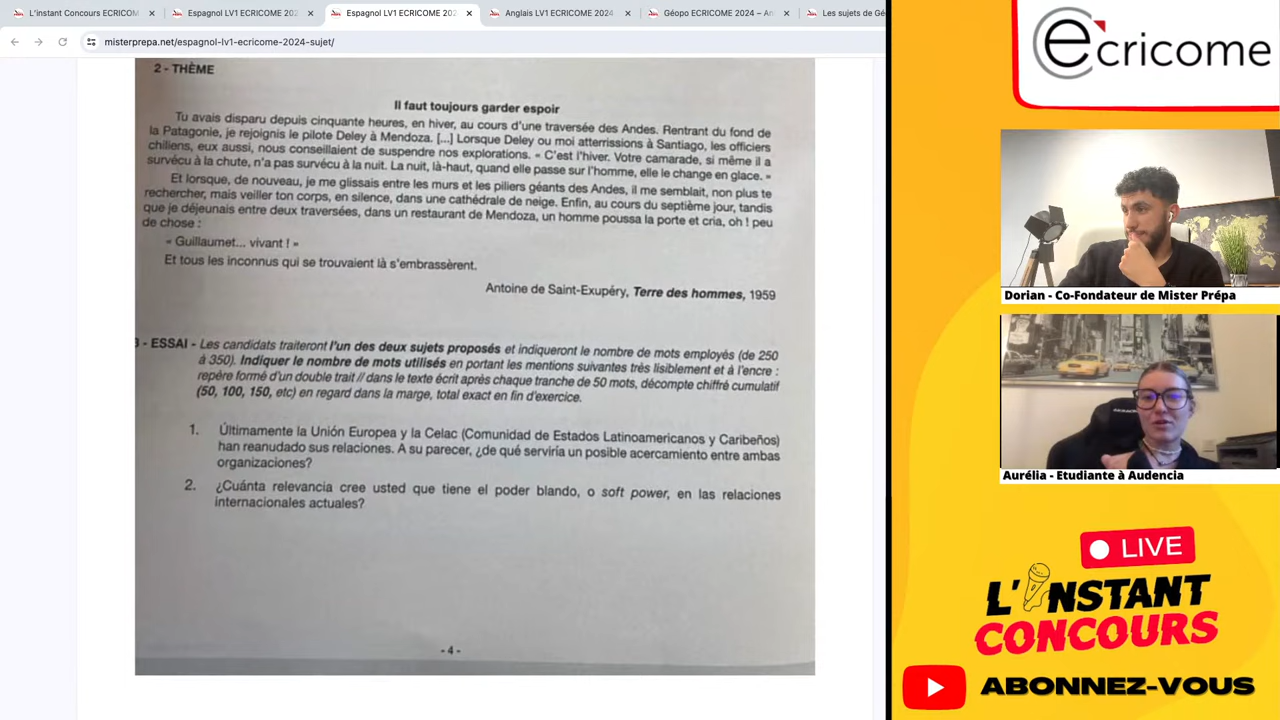 L'instant Concours ECRICOM
Espagnol LV1 ECRICOME 202
Espagnol LV1 ECRICOME 202
Anglais LV1 ECRICOME 2024
Géopo ECRICOME 2024 – An
Les sujets de Gé
misterprepa.net/espagnol-lv1-ecricome-2024-sujet/
2 - THÈME
Il faut toujours garder espoir
Tu avais disparu depuis cinquante heures, en hiver, au cours d'une traversée des Andes. Rentrant du fond de
la Patagonie, je rejoignis le pilote Deley à Mendoza. [...] Lorsque Deley ou moi atterrissions à Santiago, les officiers
chiliens, eux aussi, nous conseillaient de suspendre nos explorations. « C'est l'hiver. Votre camarade, si même il a
survécu à la chute, n'a pas survécu à la nuit. La nuit, là-haut, quand elle passe sur l'homme, elle le change en glace. »
Et lorsque, de nouveau, je me glissais entre les murs et les piliers géants des Andes, il me semblait, non plus te
rechercher, mais veiller ton corps, en silence, dans une cathédrale de neige. Enfin, au cours du septième jour, tandis
que je déjeunais entre deux traversées, dans un restaurant de Mendoza, un homme poussa la porte et cria, oh ! peu
de chose :
« Guillaumet... vivant ! »
Et tous les inconnus qui se trouvaient là s'embrassèrent.
Antoine de Saint-Exupéry, Terre des hommes, 1959
3 - ESSAI - Les candidats traiteront l'un des deux sujets proposés et indiqueront le nombre de mots employés (de 250
à 350). Indiquer le nombre de mots utilisés en portant les mentions suivantes très lisiblement et à l'encre :
repère formé d'un double trait // dans le texte écrit après chaque tranche de 50 mots, décompte chiffré cumulatif
(50, 100, 150, etc) en regard dans la marge, total exact en fin d'exercice.
1. Últimamente la Unión Europea y la Celac (Comunidad de Estados Latinoamericanos y Caribeños)
han reanudado sus relaciones. A su parecer, ¿de qué serviría un posible acercamiento entre ambas
organizaciones?
2. ¿Cuánta relevancia cree usted que tiene el poder blando, o soft power, en las relaciones
internacionales actuales?
- 4 -
ecricome
Dorian - Co-Fondateur de Mister Prépa
Aurélia - Etudiante à Audencia
LIVE
L'INSTANT
CONCOURS
ABONNEZ-VOUS